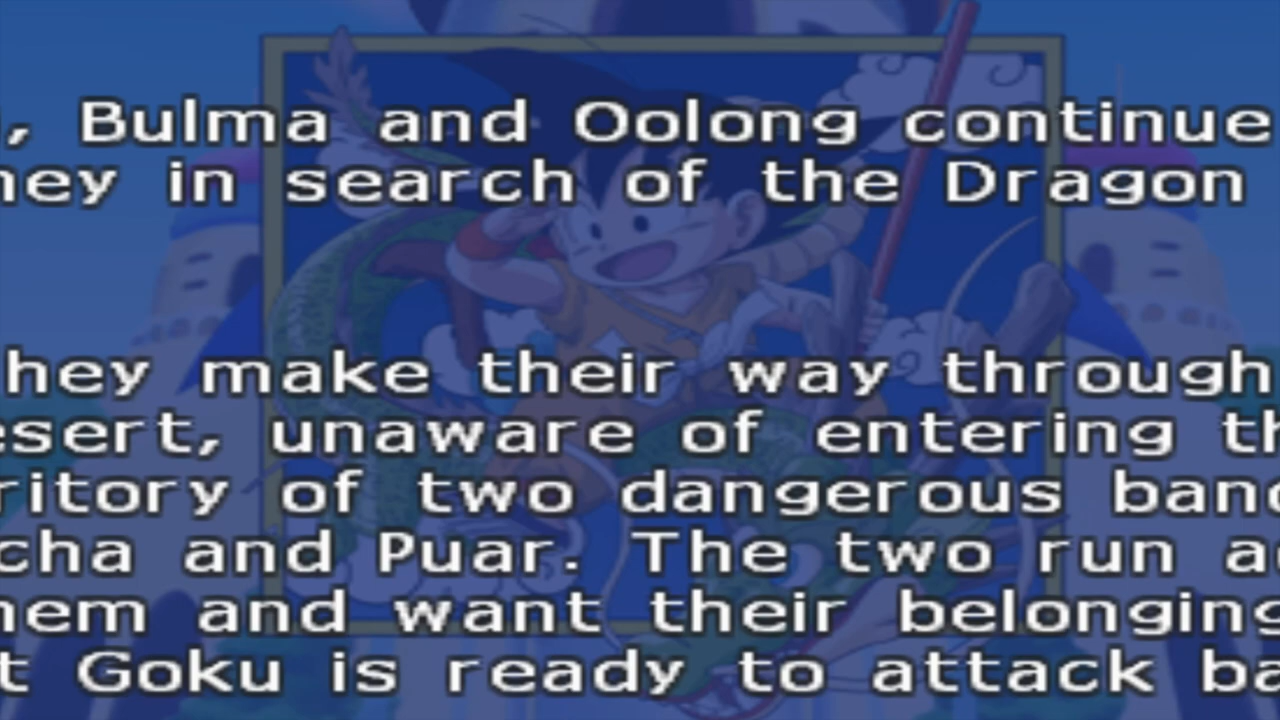 , Bulma and Oolong continue
ney in search of the Dragon
hey make their way through
esert, unaware of entering th
ritory of two dangerous band
cha and Puar. The two run ac
hem and want their belonging
t Goku is ready to attack ba